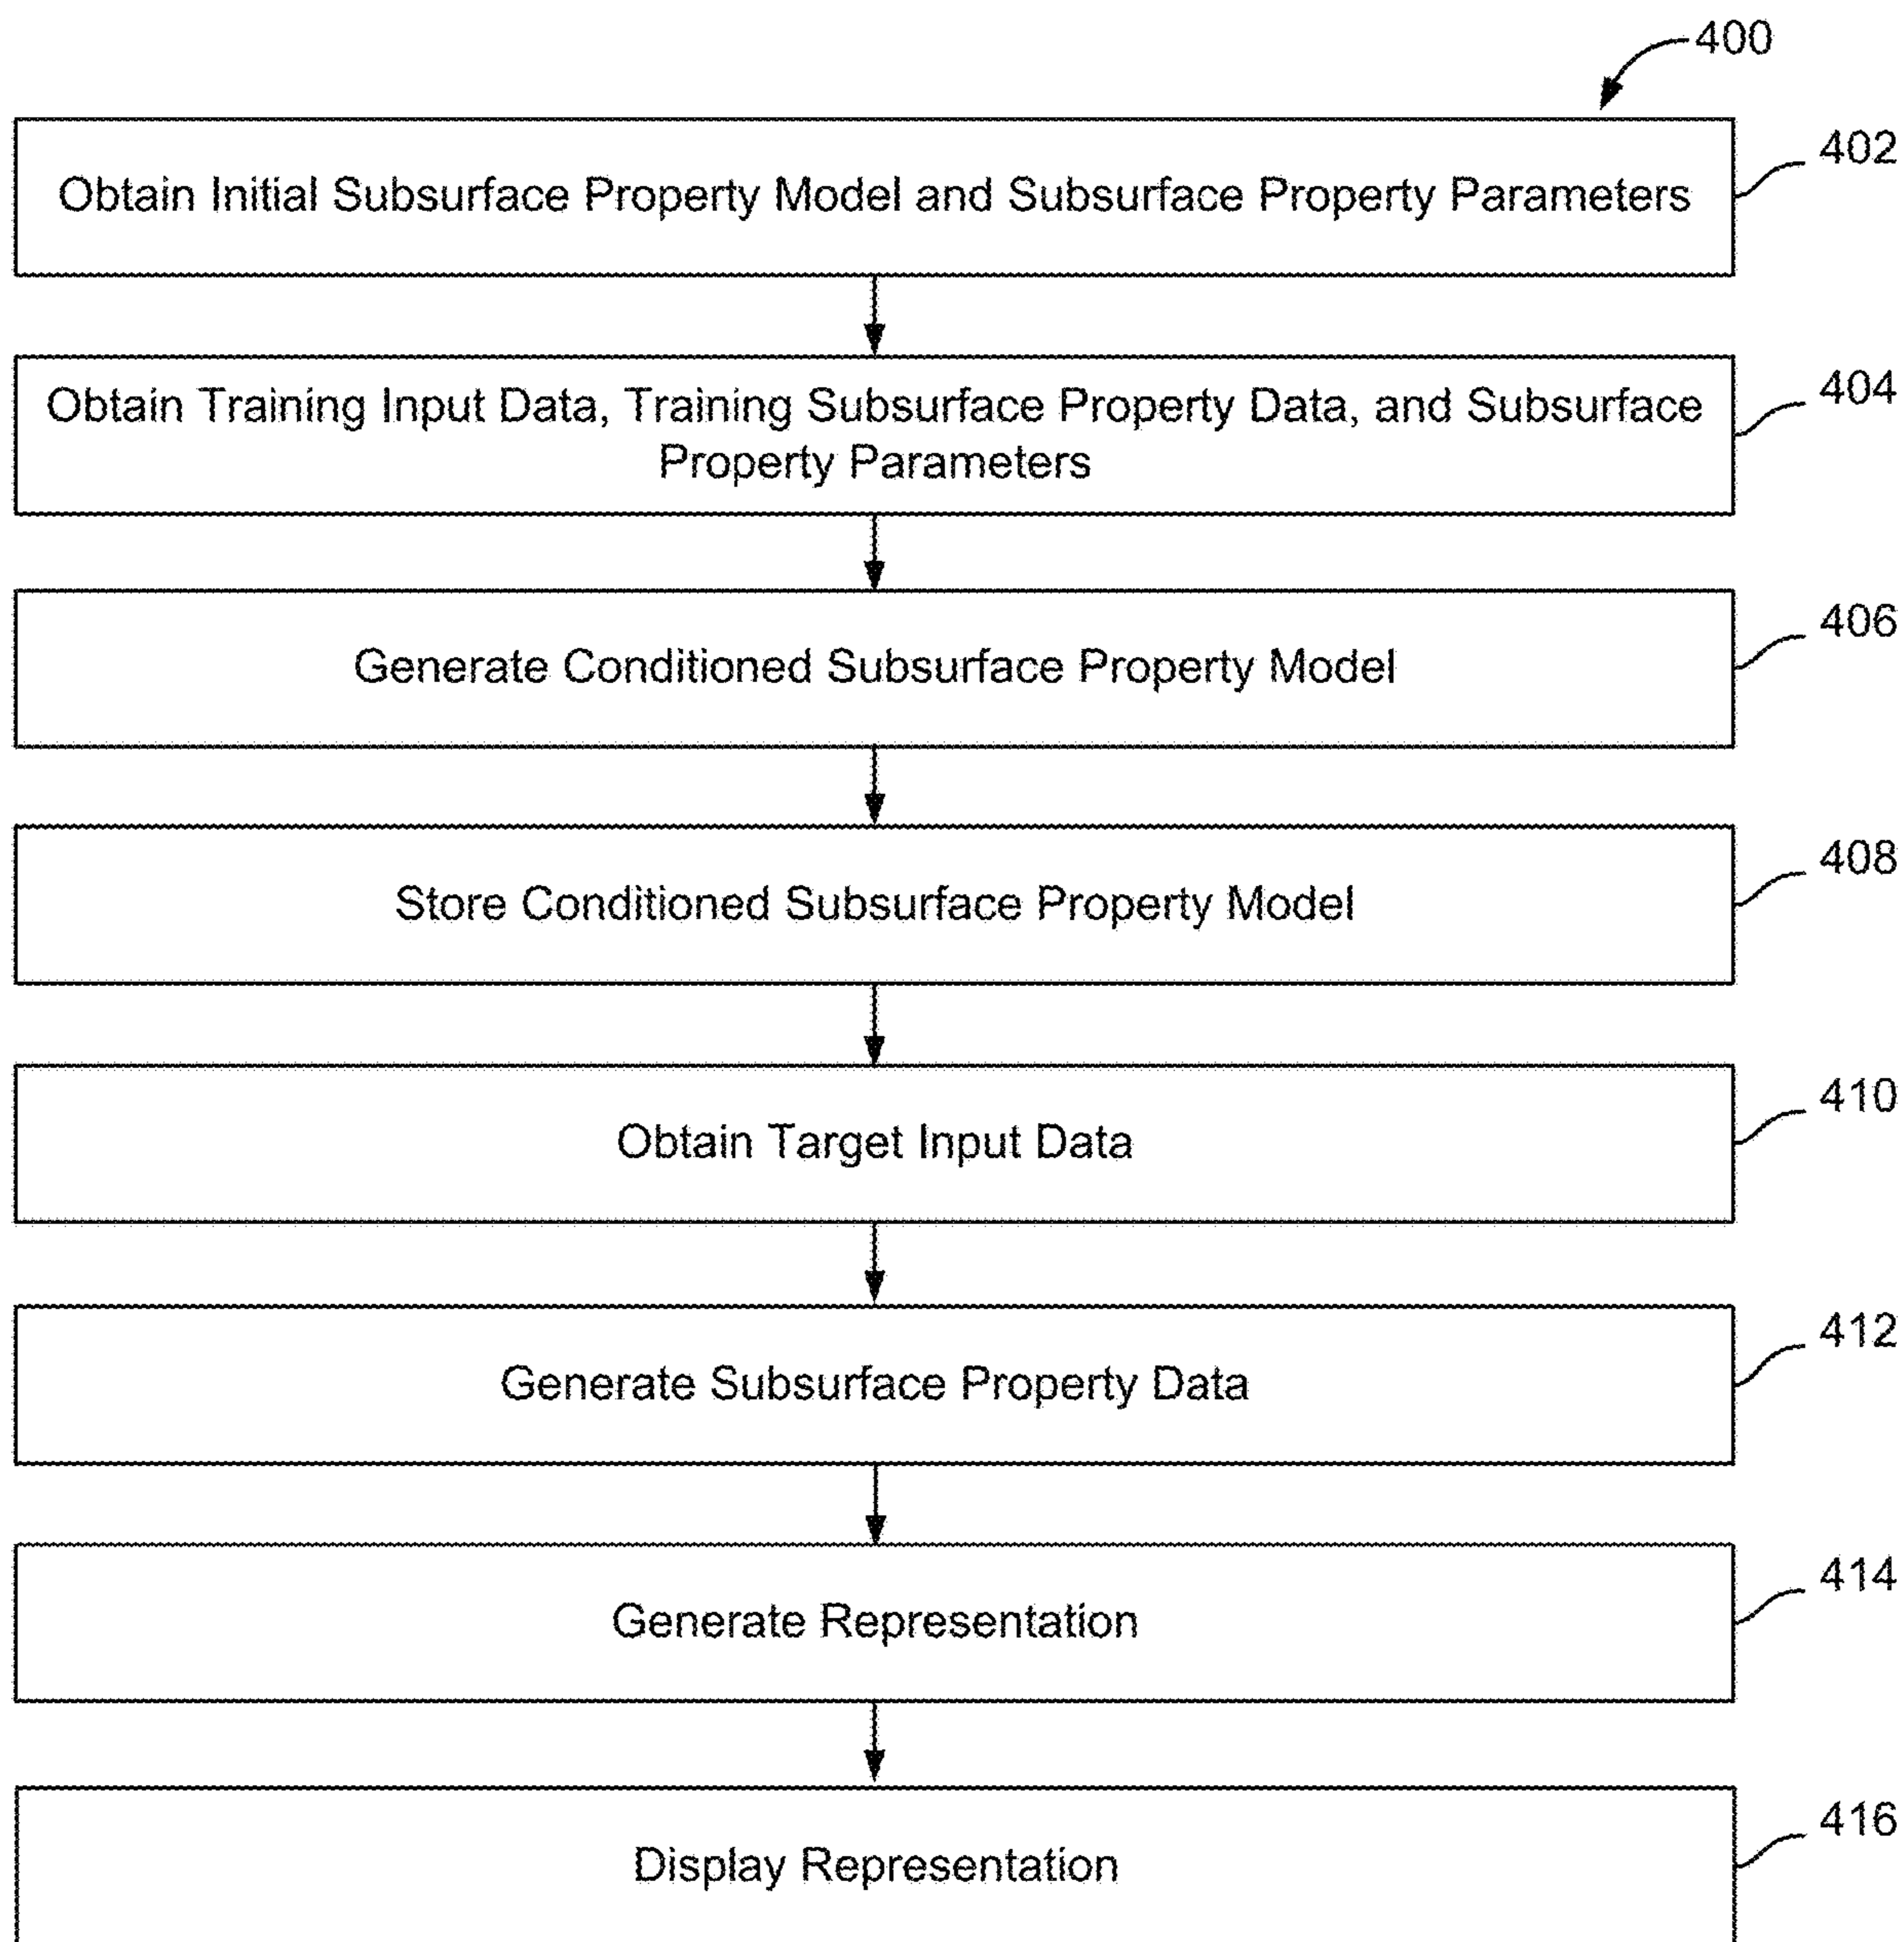 400
Obtain Initial Subsurface Property Model and Subsurface Property Parameters
402
Obtain Training Input Data, Training Subsurface Property Data, and Subsurface
Property Parameters
404
Generate Conditioned Subsurface Property Model
406
Store Conditioned Subsurface Property Model
408
Obtain Target Input Data
410
Generate Subsurface Property Data
412
Generate Representation
414
Display Representation
416